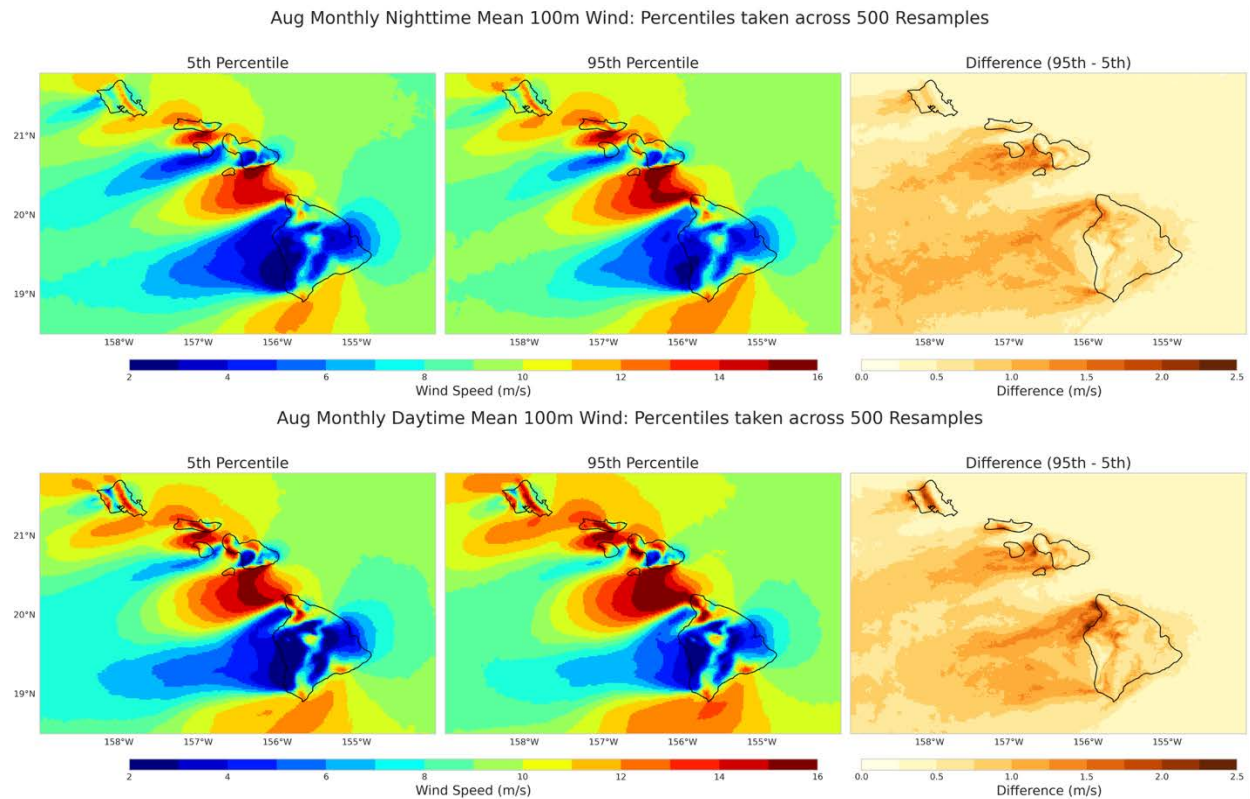 Aug Monthly Nighttime Mean 100m Wind: Percentiles taken across 500 Resamples
5th Percentile
95th Percentile
Difference (95th - 5th)
21°N
20°N
19°N
158°W 157°W 156°W 155°W
158°W 157°W 156°W 155°W
158°W 157°W 156°W 155°W
2 4 6 8 10 12 14 16
Wind Speed (m/s)
0.0 0.5 1.0 1.5 2.0 2.5
Difference (m/s)
Aug Monthly Daytime Mean 100m Wind: Percentiles taken across 500 Resamples
5th Percentile
95th Percentile
Difference (95th - 5th)
21°N
20°N
19°N
158°W 157°W 156°W 155°W
158°W 157°W 156°W 155°W
158°W 157°W 156°W 155°W
2 4 6 8 10 12 14 16
Wind Speed (m/s)
0.0 0.5 1.0 1.5 2.0 2.5
Difference (m/s)